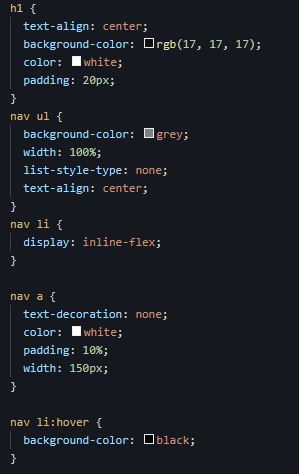 h1 {
text-align: center;
background-color: rgb(17, 17, 17);
color: white;
padding: 20px;
}
nav ul {
background-color: grey;
width: 100%;
list-style-type: none;
text-align: center;
}
nav li {
display: inline-flex;
}
nav a {
text-decoration: none;
color: white;
padding: 10%;
width: 150px;
}
nav li:hover {
background-color: black;
}